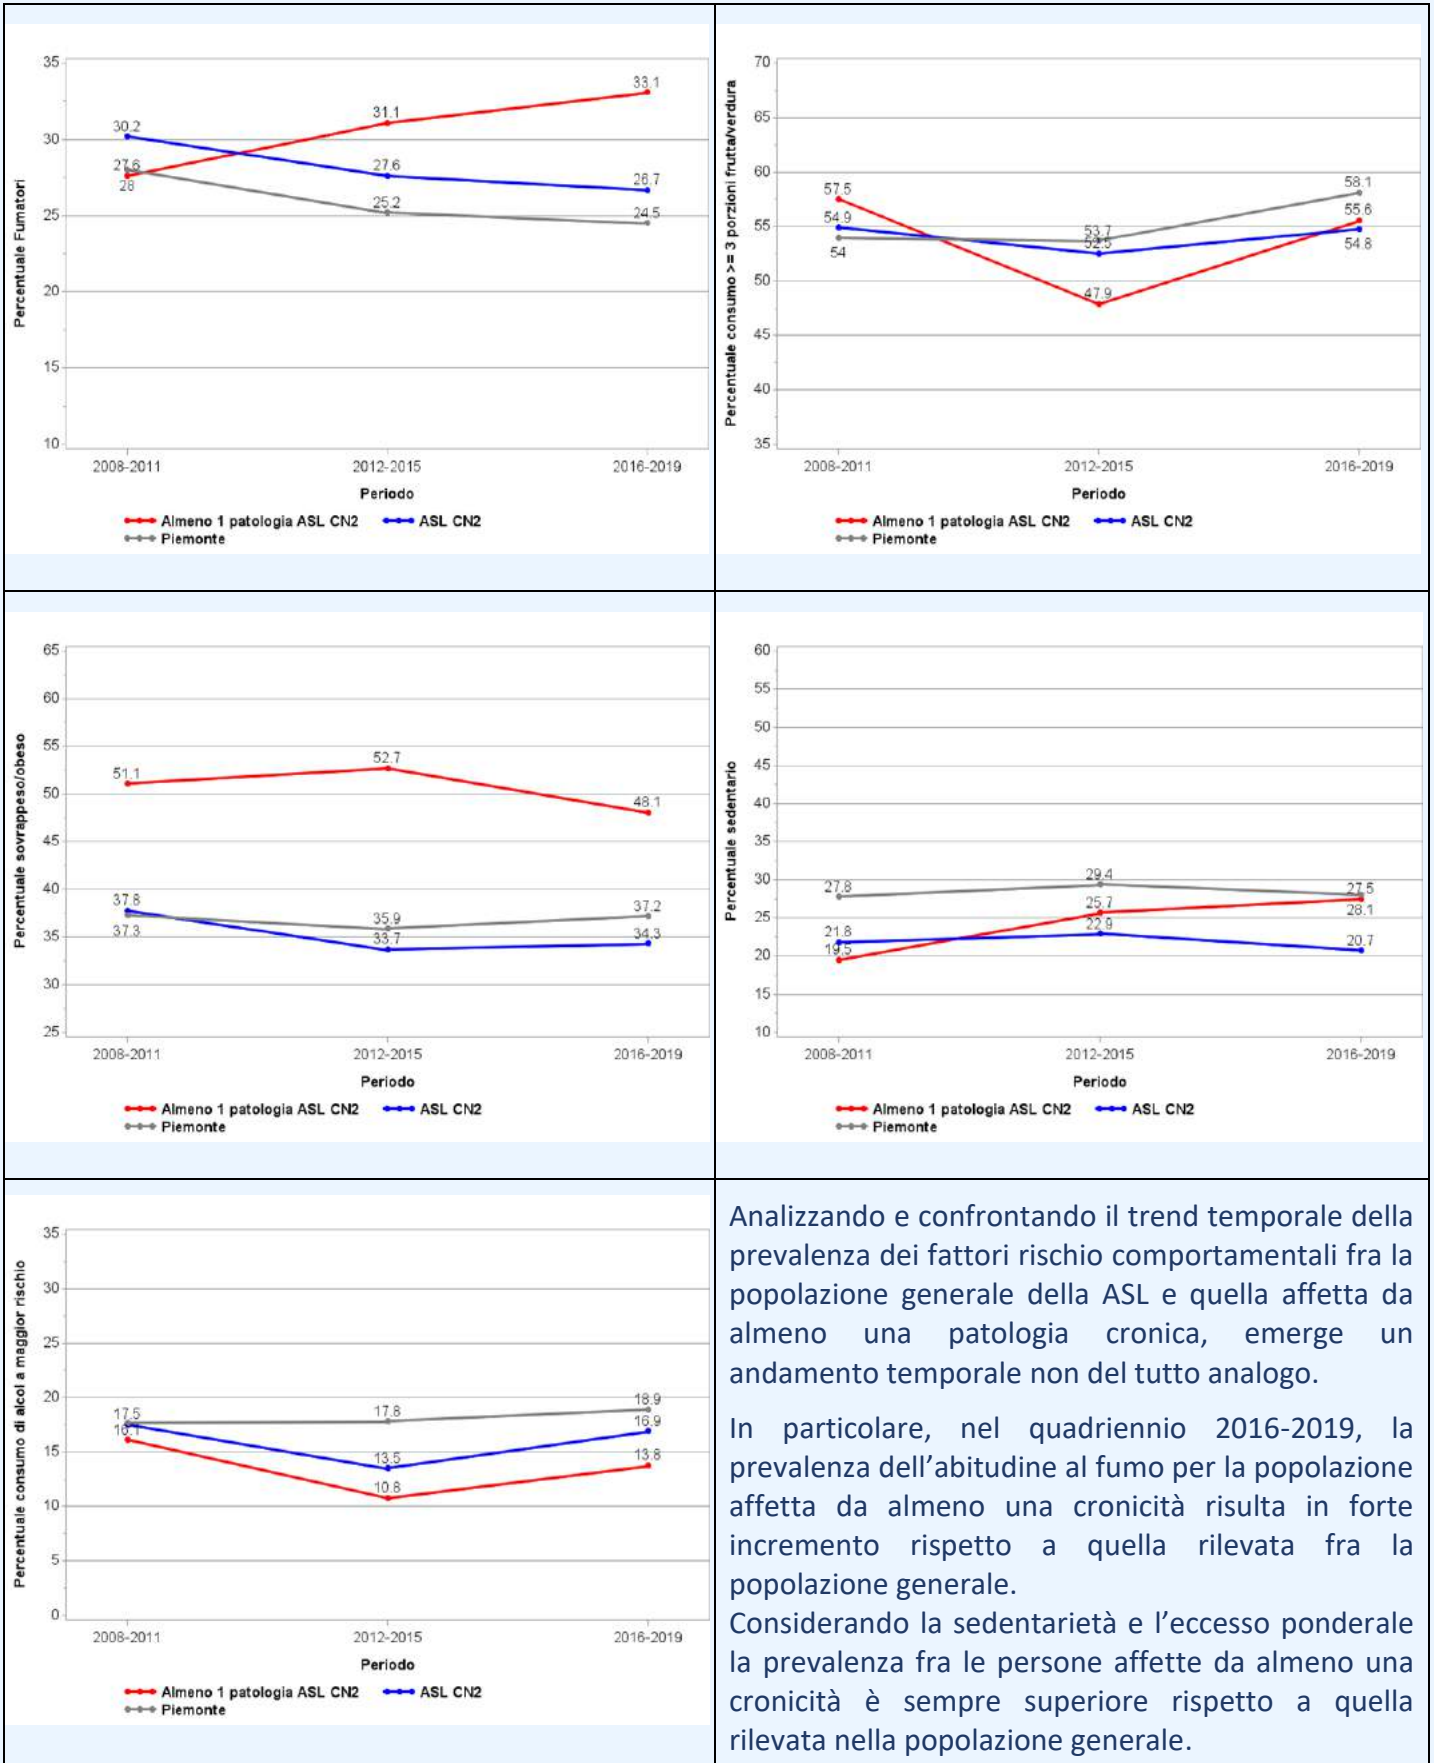 35
30
25
20
15
10
Percentuale Fumatori
33.1
31.1
30.2
27.6
28
27.6
26.7
25.2
24.5
2008-2011 2012-2015 2016-2019
Periodo
Almeno 1 patologia ASL CN2 ASL CN2
Piemonte
70
65
60
55
50
45
40
35
Percentuale consumo >= 3 porzioni frutta/verdura
57.5
54.9
54
53.7
52.5
47.9
58.1
55.6
54.8
2008-2011 2012-2015 2016-2019
Periodo
Almeno 1 patologia ASL CN2 ASL CN2
Piemonte
65
60
55
50
45
40
35
30
25
Percentuale sovrappeso/obeso
51.1
52.7
48.1
37.8
37.3
35.9
33.7
37.2
34.3
2008-2011 2012-2015 2016-2019
Periodo
Almeno 1 patologia ASL CN2 ASL CN2
Piemonte
60
55
50
45
40
35
30
25
20
15
10
Percentuale sedentario
27.8
21.8
19.5
29.4
25.7
22.9
27.5
28.1
20.7
2008-2011 2012-2015 2016-2019
Periodo
Almeno 1 patologia ASL CN2 ASL CN2
Piemonte
35
30
25
20
15
10
5
0
Percentuale consumo di alcol a maggior rischio
17.5
16.1
17.8
13.5
10.8
18.9
16.9
13.8
2008-2011 2012-2015 2016-2019
Periodo
Almeno 1 patologia ASL CN2 ASL CN2
Piemonte
Analizzando e confrontando il trend temporale della
prevalenza dei fattori rischio comportamentali fra la
popolazione generale della ASL e quella affetta da
almeno una patologia cronica, emerge un
andamento temporale non del tutto analogo.
In particolare, nel quadriennio 2016-2019, la
prevalenza dell’abitudine al fumo per la popolazione
affetta da almeno una cronicità risulta in forte
incremento rispetto a quella rilevata fra la
popolazione generale.
Considerando la sedentarietà e l’eccesso ponderale
la prevalenza fra le persone affette da almeno una
cronicità è sempre superiore rispetto a quella
rilevata nella popolazione generale.